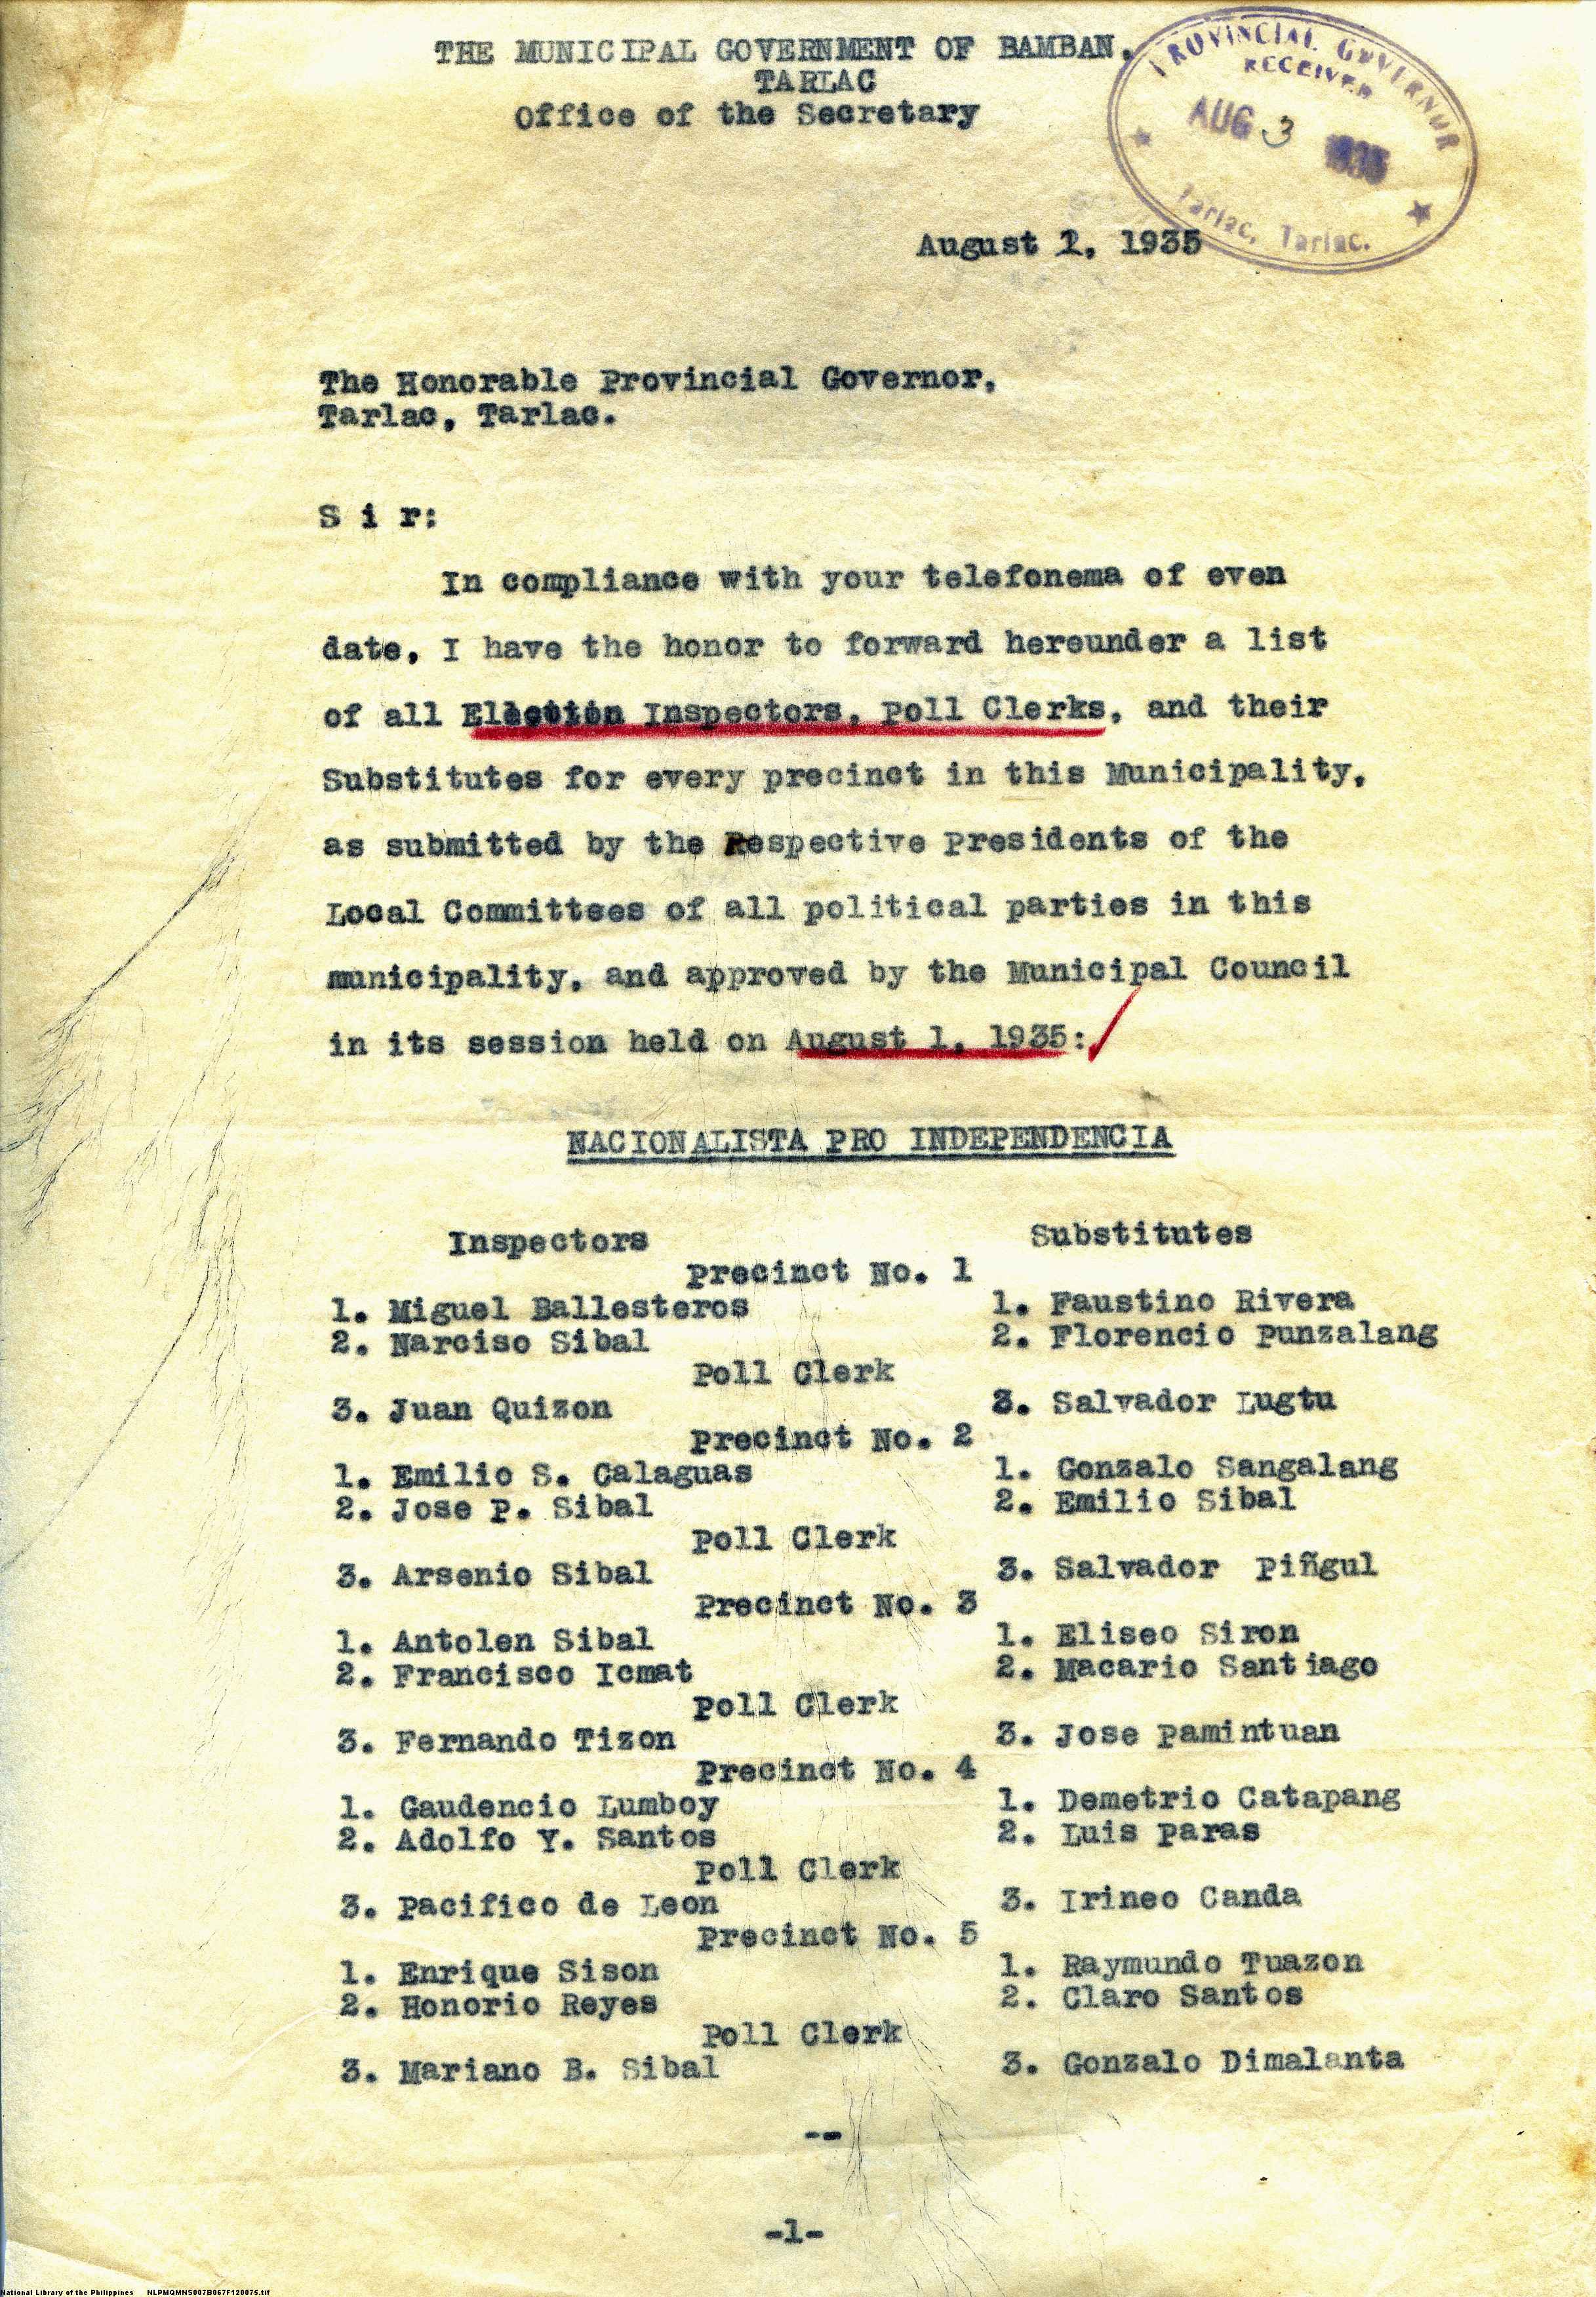 THE MUNICIPAL GOVERNMENT OF BAMBAN,
TARLAC
Office of the Secretary
PROVINCIAL GOVERNOR
RECEIVED
AUG 3 1935
Tarlac, Tarlac.
August 1, 1935
The Honorable Provincial Governor,
Tarlac, Tarlac.
S i r:
In compliance with your telefonema of even
date, I have the honor to forward hereunder a list
of all Election Inspectors, Poll Clerks, and their
Substitutes for every precinct in this Municipality,
as submitted by the Respective Presidents of the
Local Committees of all political parties in this
municipality, and approved by the Municipal Council
in its session held on August 1, 1935:
NACIONALISTA PRO INDEPENDENCIA
Inspectors Substitutes
Precinct No. 1
1. Miguel Ballesteros 1. Faustino Rivera
2. Narciso Sibal 2. Florencio Punzalang
Poll Clerk
3. Juan Quizon 3. Salvador Lugtu
Precinct No. 2
1. Emilio S. Calaguas 1. Gonzalo Sangalang
2. Jose P. Sibal 2. Emilio Sibal
Poll Clerk
3. Arsenio Sibal 3. Salvador Piñgul
Precinct No. 3
1. Antolen Sibal 1. Eliseo Siron
2. Francisco Icmat 2. Macario Santiago
Poll Clerk
3. Fernando Tizon 3. Jose Pamintuan
Precinct No. 4
1. Gaudencio Lumboy 1. Demetrio Catapang
2. Adolfo Y. Santos 2. Luis Paras
Poll Clerk
3. Pacifico de Leon 3. Irineo Canda
Precinct No. 5
1. Enrique Sison 1. Raymundo Tuazon
2. Honorio Reyes 2. Claro Santos
Poll Clerk
3. Mariano B. Sibal 3. Gonzalo Dimalanta
--
-1-
National Library of the Philippines NLPMQMNS007B067F120075.tif